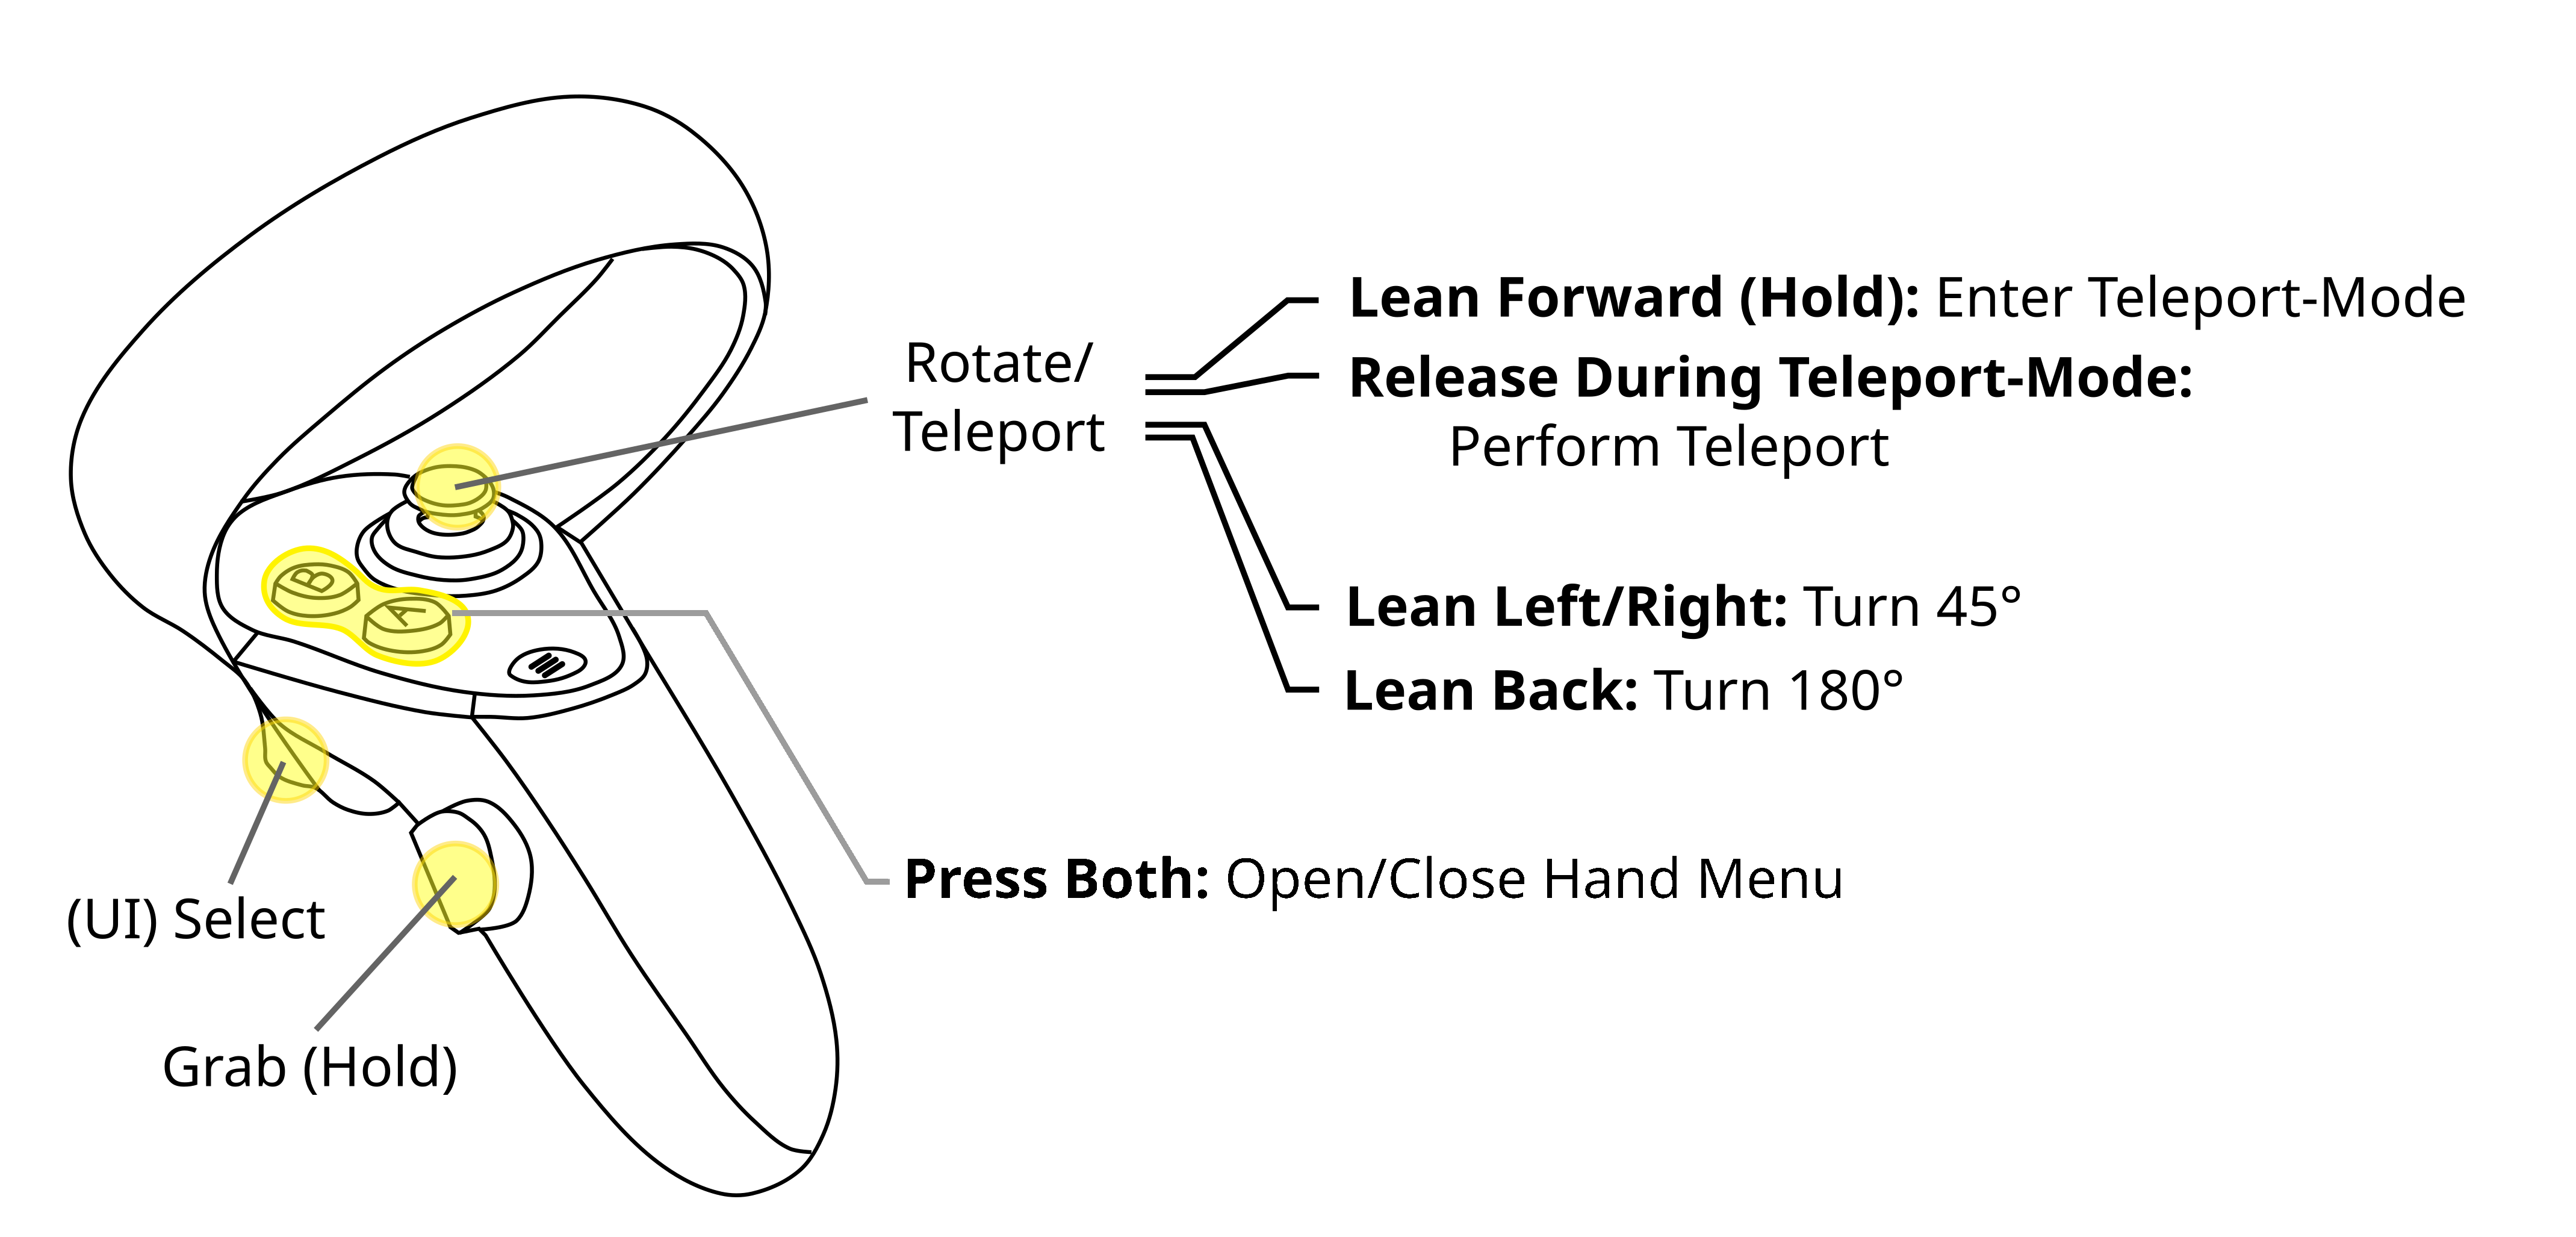 Lean Forward (Hold): Enter Teleport-Mode
Rotate/
Teleport
Release During Teleport-Mode:
Perform Teleport
B
A
Lean Left/Right: Turn 45°
Lean Back: Turn 180°
Press Both: Open/Close Hand Menu
(UI) Select
Grab (Hold)